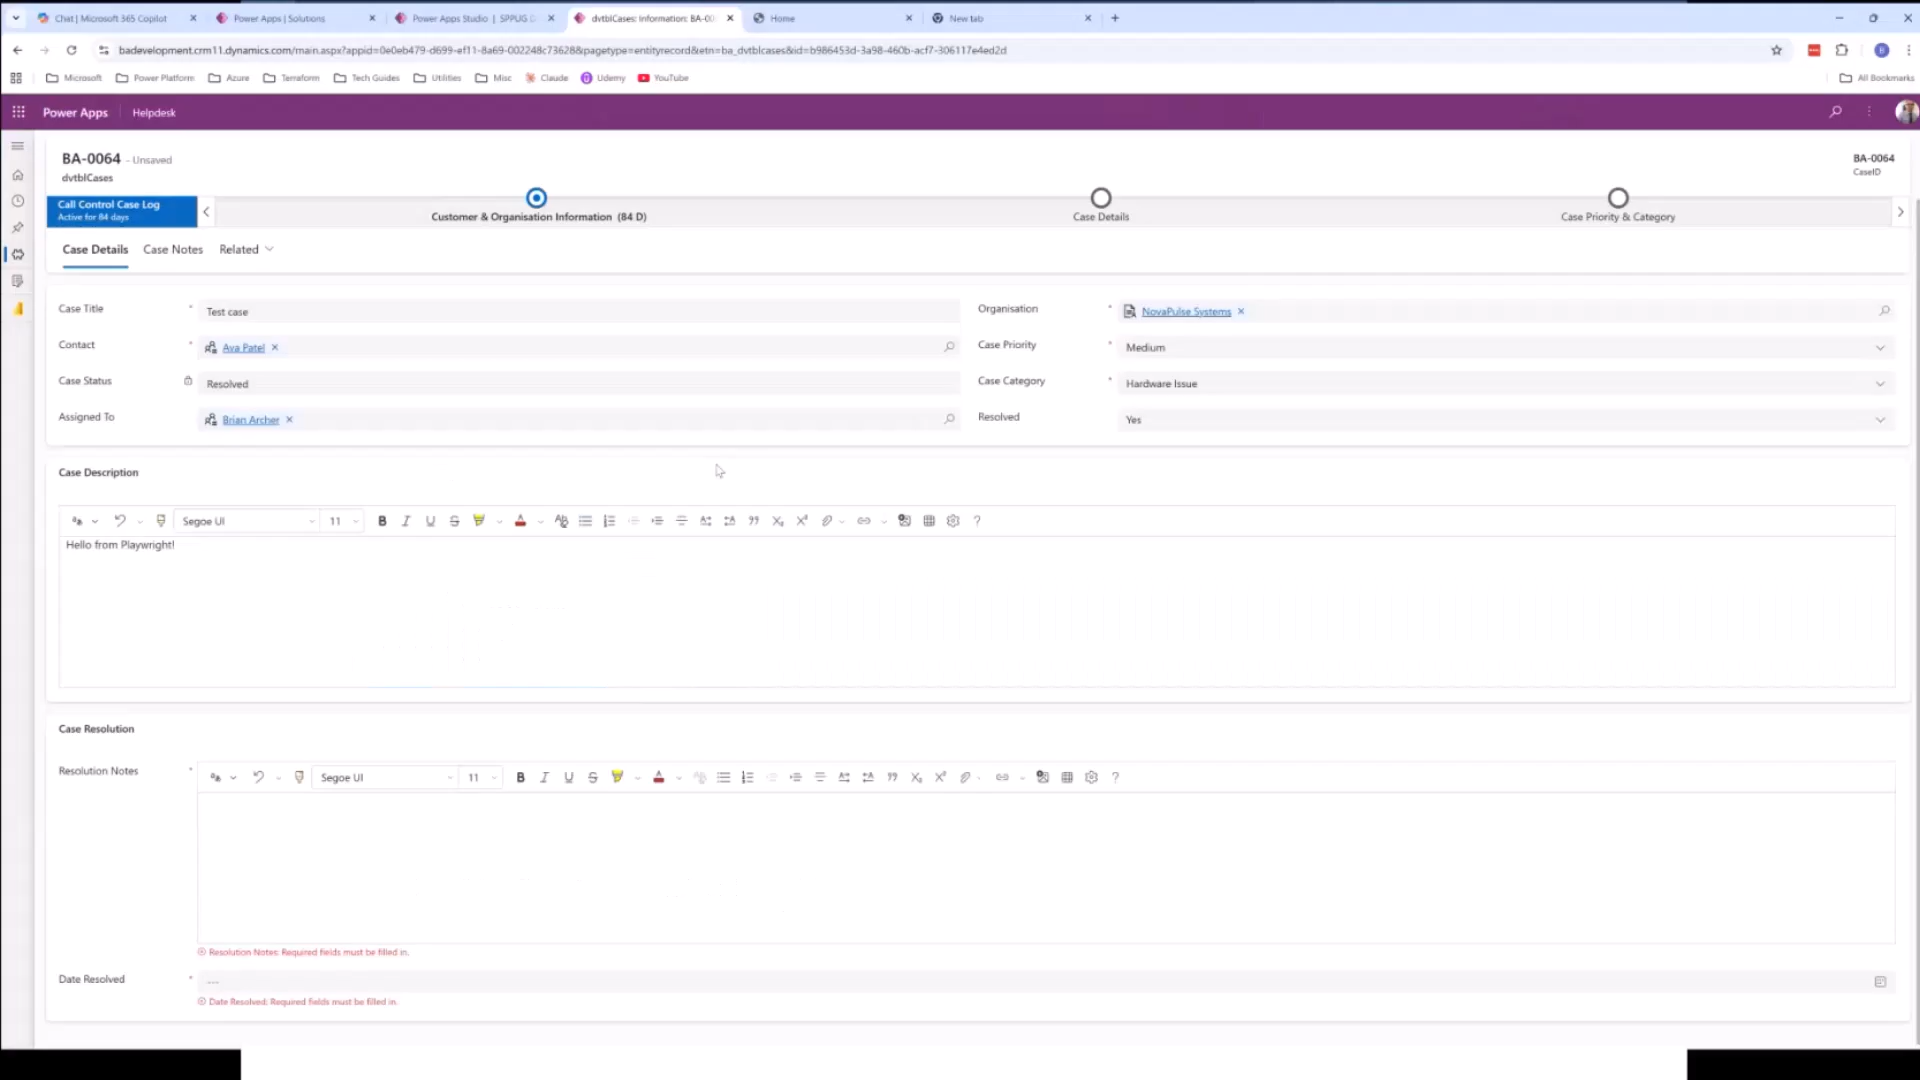 Chat | Microsoft 365 Copilot
Power Apps | Solutions
Power Apps Studio | SPPUG
dvtblCases: Information: BA-00
Home
New tab
badevelopment.crm11.dynamics.com/main.aspx?appid=0e0eb479-d699-ef11-8a69-002248c73628&pagetype=entityrecord&etn=ba_dvtblcases&id=b986453d-3a98-460b-acf7-306117e4ed2d
Microsoft
Power Platform
Azure
Terraform
Tech Guides
Utilities
Misc
Claude
Udemy
YouTube
All Bookmarks
Power Apps
Helpdesk
BA-0064 - Unsaved
dvtblCases
BA-0064
CaseID
Call Control Case Log
Active for 84 days
Customer & Organisation Information (84 D)
Case Details
Case Priority & Category
Case Details
Case Notes
Related
Case Title * Test case
Organisation * NovaPulse Systems
Contact * Ava Patel
Case Priority * Medium
Case Status Resolved
Case Category * Hardware Issue
Assigned To Brian Archer
Resolved Yes
Case Description
Segoe UI 11
Hello from Playwright!
Case Resolution
Resolution Notes *
Segoe UI 11
Resolution Notes: Required fields must be filled in.
Date Resolved * ---
Date Resolved: Required fields must be filled in.